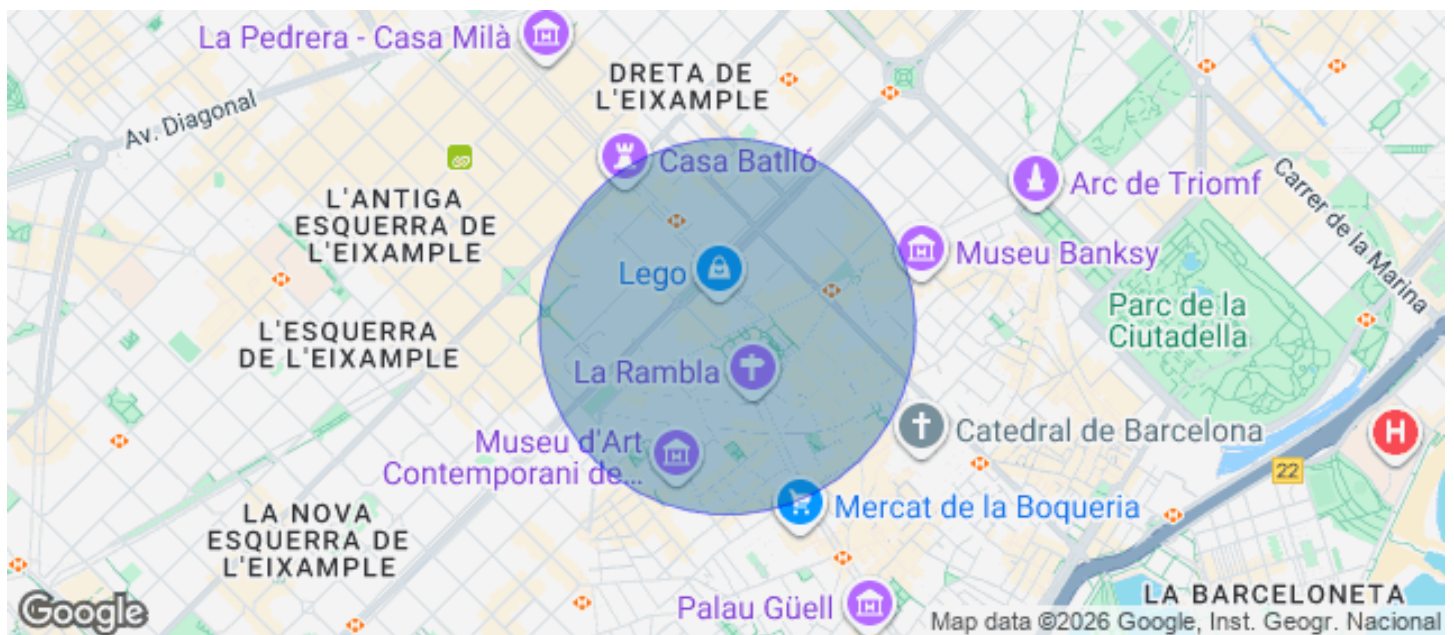 La Pedrera - Casa Milà
DRETA DE
L'EIXAMPLE
Av. Diagonal
Casa Batlló
Arc de Triomf
Carrer de la Marina
L'ANTIGA
ESQUERRA DE
L'EIXAMPLE
Lego
Museu Banksy
Parc de la
Ciutadella
L'ESQUERRA
DE L'EIXAMPLE
La Rambla
Museu d'Art
Contemporani de...
Catedral de Barcelona
H
22
Mercat de la Boqueria
LA NOVA
ESQUERRA DE
L'EIXAMPLE
Palau Güell
LA BARCELONETA
Google
Map data ©2026 Google, Inst. Geogr. Nacional